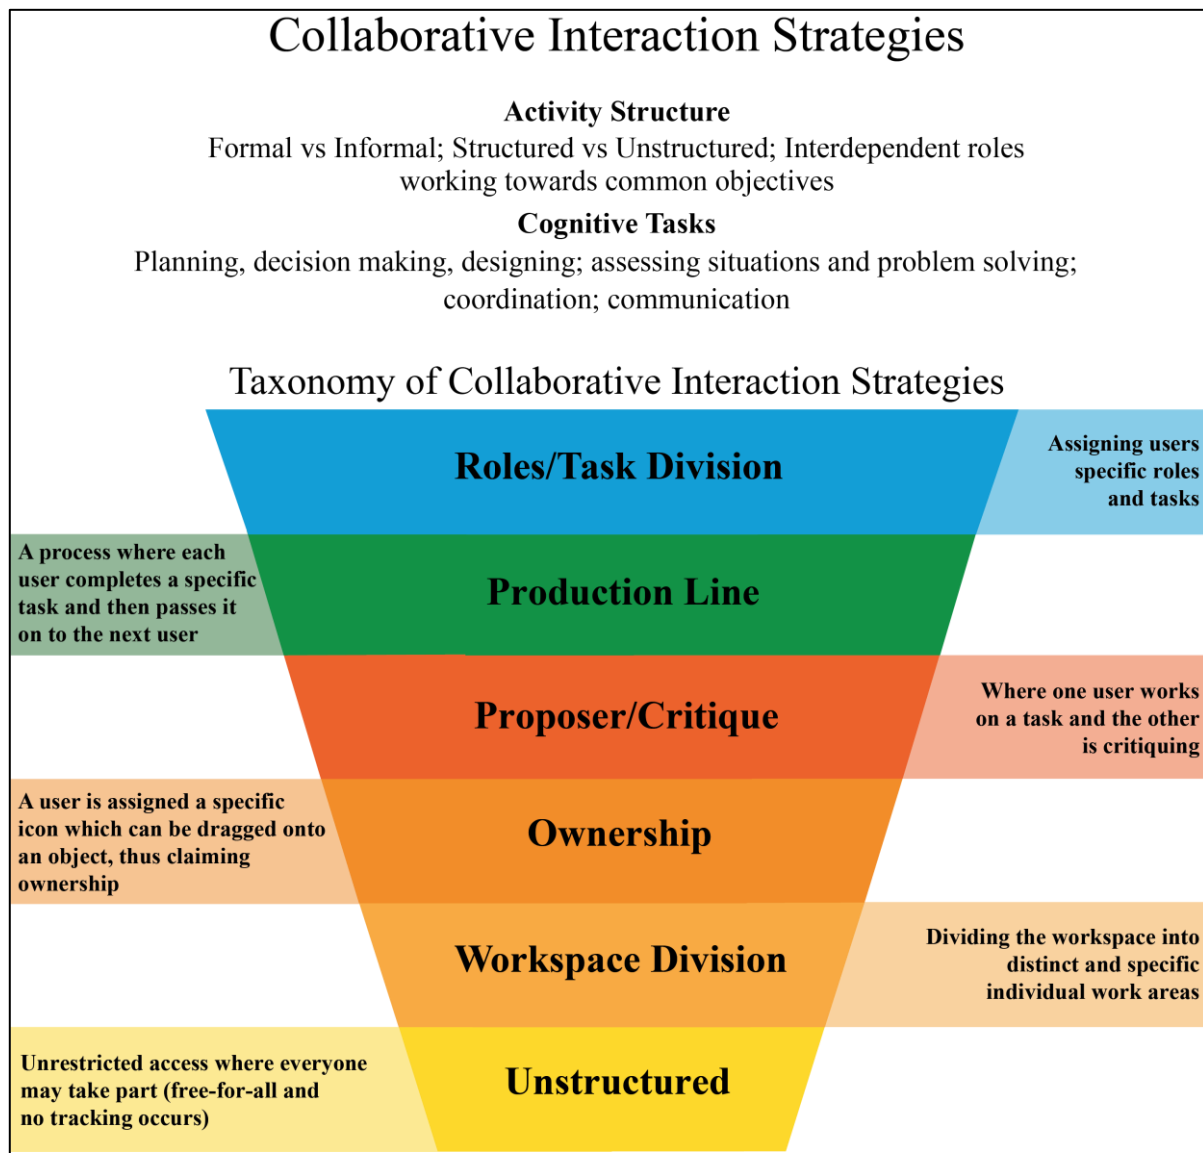 Collaborative Interaction Strategies
Activity Structure
Formal vs Informal; Structured vs Unstructured; Interdependent roles
working towards common objectives
Cognitive Tasks
Planning, decision making, designing; assessing situations and problem solving;
coordination; communication
Taxonomy of Collaborative Interaction Strategies
Roles/Task Division
Assigning users
specific roles
and tasks
A process where each
user completes a specific
task and then passes it
on to the next user
Production Line
Proposer/Critique
Where one user works
on a task and the other
is critiquing
A user is assigned a specific
icon which can be dragged onto
an object, thus claiming
ownership
Ownership
Workspace Division
Dividing the workspace into
distinct and specific
individual work areas
Unrestricted access where everyone
may take part (free-for-all and
no tracking occurs)
Unstructured